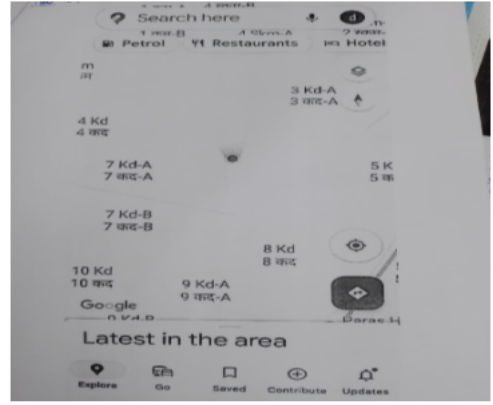 Search here
d
Petrol
Restaurants
Hotel
3 Kd-A
3 कद-A
4 Kd
4 कद
7 Kd-A
7 कद-A
5 K
7 Kd-B
7 कद-B
8 Kd
8 कद
10 Kd
10 कद
9 Kd-A
9 कद-A
Google
Latest in the area
Explore
Go
Saved
Contribute
Updates